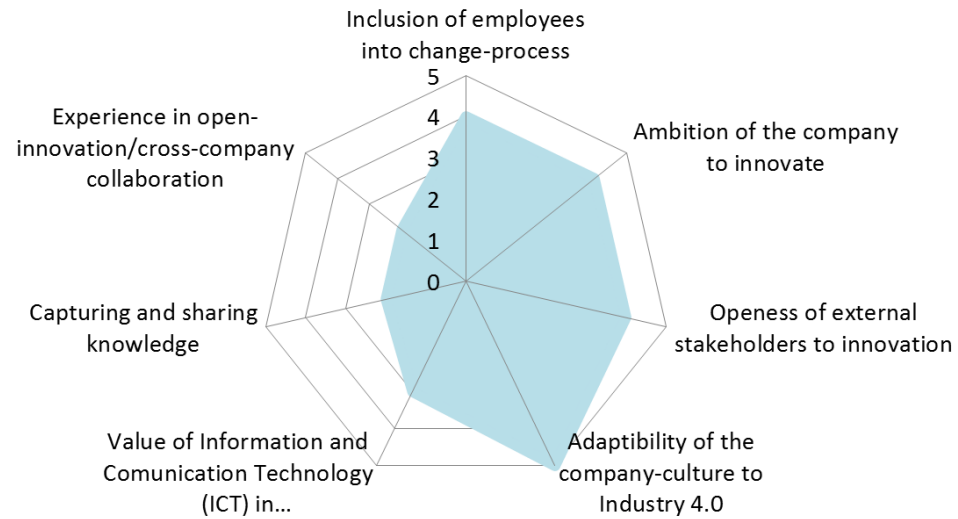 Inclusion of employees
into change-process
5
4
3
2
1
0
Ambition of the company
to innovate
Openess of external
stakeholders to innovation
Adaptibility of the
company-culture to
Industry 4.0
Value of Information and
Comunication Technology
(ICT) in...
Capturing and sharing
knowledge
Experience in open-
innovation/cross-company
collaboration